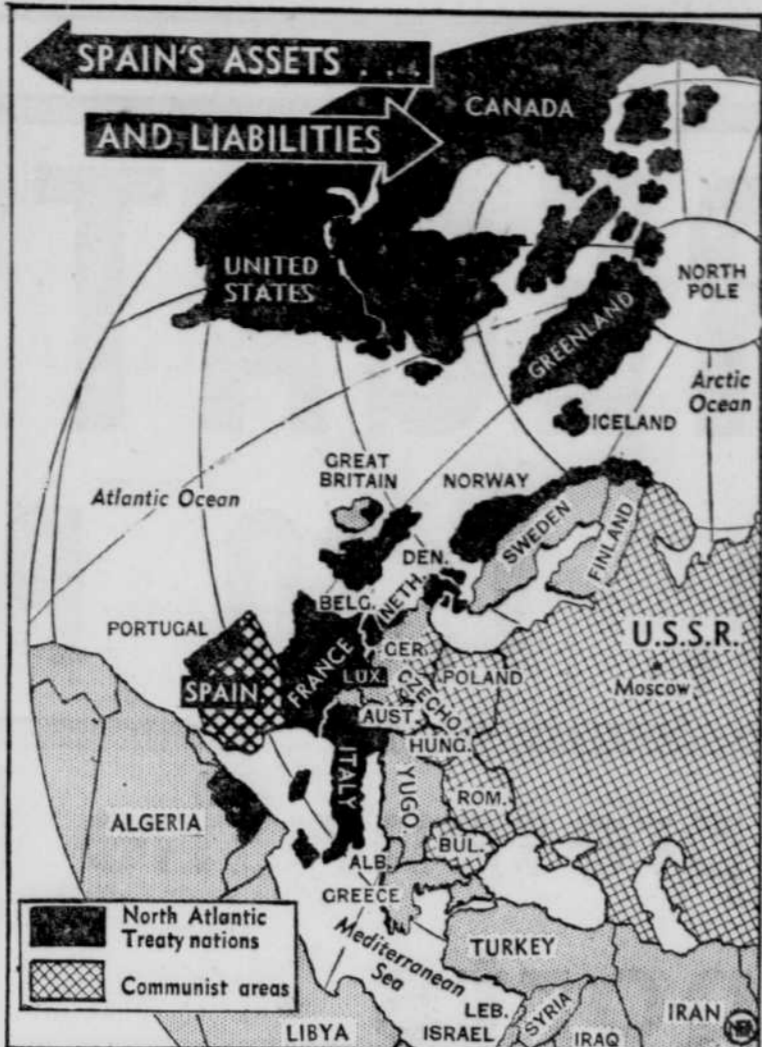 SPAIN'S ASSETS . . .
AND LIABILITIES
CANADA
UNITED
STATES
NORTH
POLE
GREENLAND
Arctic
Ocean
ICELAND
GREAT
BRITAIN
NORWAY
Atlantic Ocean
SWEDEN
FINLAND
DEN.
NETH.
BELG.
PORTUGAL
U.S.S.R.
GER.
FRANCE
LUX.
CZECHO.
POLAND
Moscow
SPAIN
AUST.
HUNG.
ITALY
YUGO.
ROM.
ALGERIA
BUL.
ALB.
GREECE
North Atlantic
Treaty nations
Mediterranean
Sea
TURKEY
Communist areas
LEB.
SYRIA
IRAN
LIBYA
ISRAEL
IRAQ
NEA